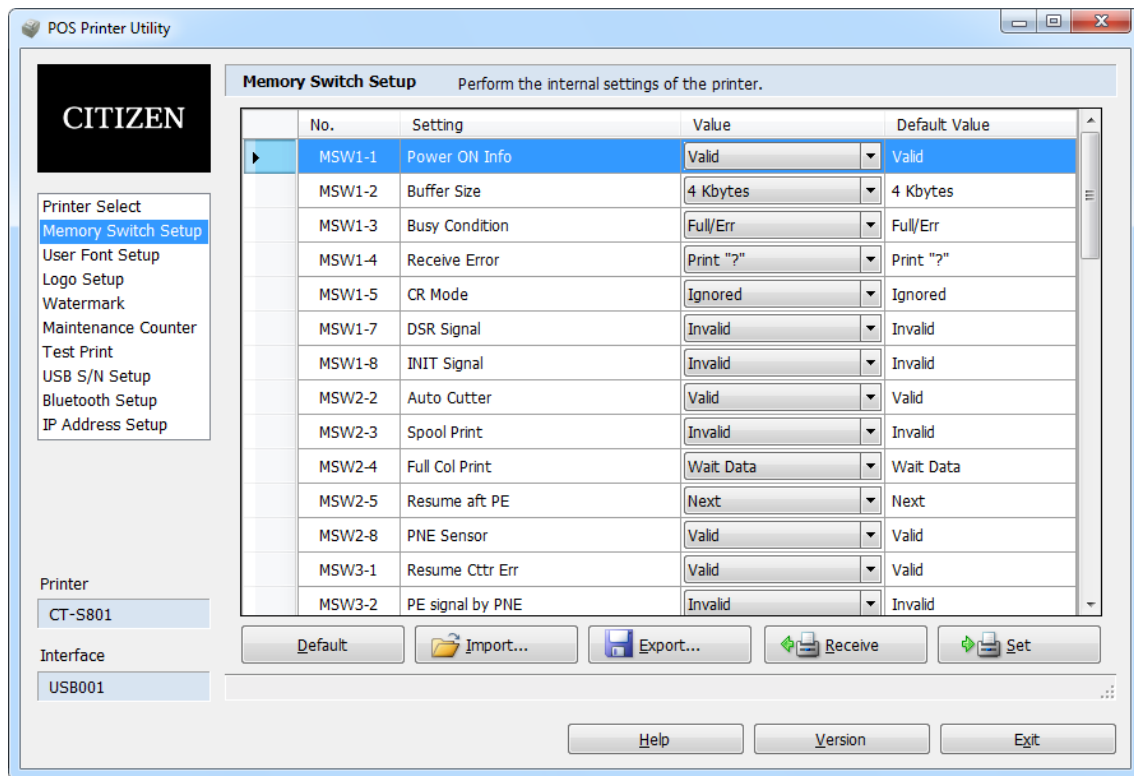 POS Printer Utility
CITIZEN
Memory Switch Setup Perform the internal settings of the printer.
Printer Select
Memory Switch Setup
User Font Setup
Logo Setup
Watermark
Maintenance Counter
Test Print
USB S/N Setup
Bluetooth Setup
IP Address Setup
Printer
CT-S801
Interface
USB001
No. Setting Value Default Value
MSW1-1 Power ON Info Valid Valid
MSW1-2 Buffer Size 4 Kbytes 4 Kbytes
MSW1-3 Busy Condition Full/Err Full/Err
MSW1-4 Receive Error Print "?" Print "?"
MSW1-5 CR Mode Ignored Ignored
MSW1-7 DSR Signal Invalid Invalid
MSW1-8 INIT Signal Invalid Invalid
MSW2-2 Auto Cutter Valid Valid
MSW2-3 Spool Print Invalid Invalid
MSW2-4 Full Col Print Wait Data Wait Data
MSW2-5 Resume aft PE Next Next
MSW2-8 PNE Sensor Valid Valid
MSW3-1 Resume Cttr Err Valid Valid
MSW3-2 PE signal by PNE Invalid Invalid
Default Import... Export... Receive Set
Help Version Exit